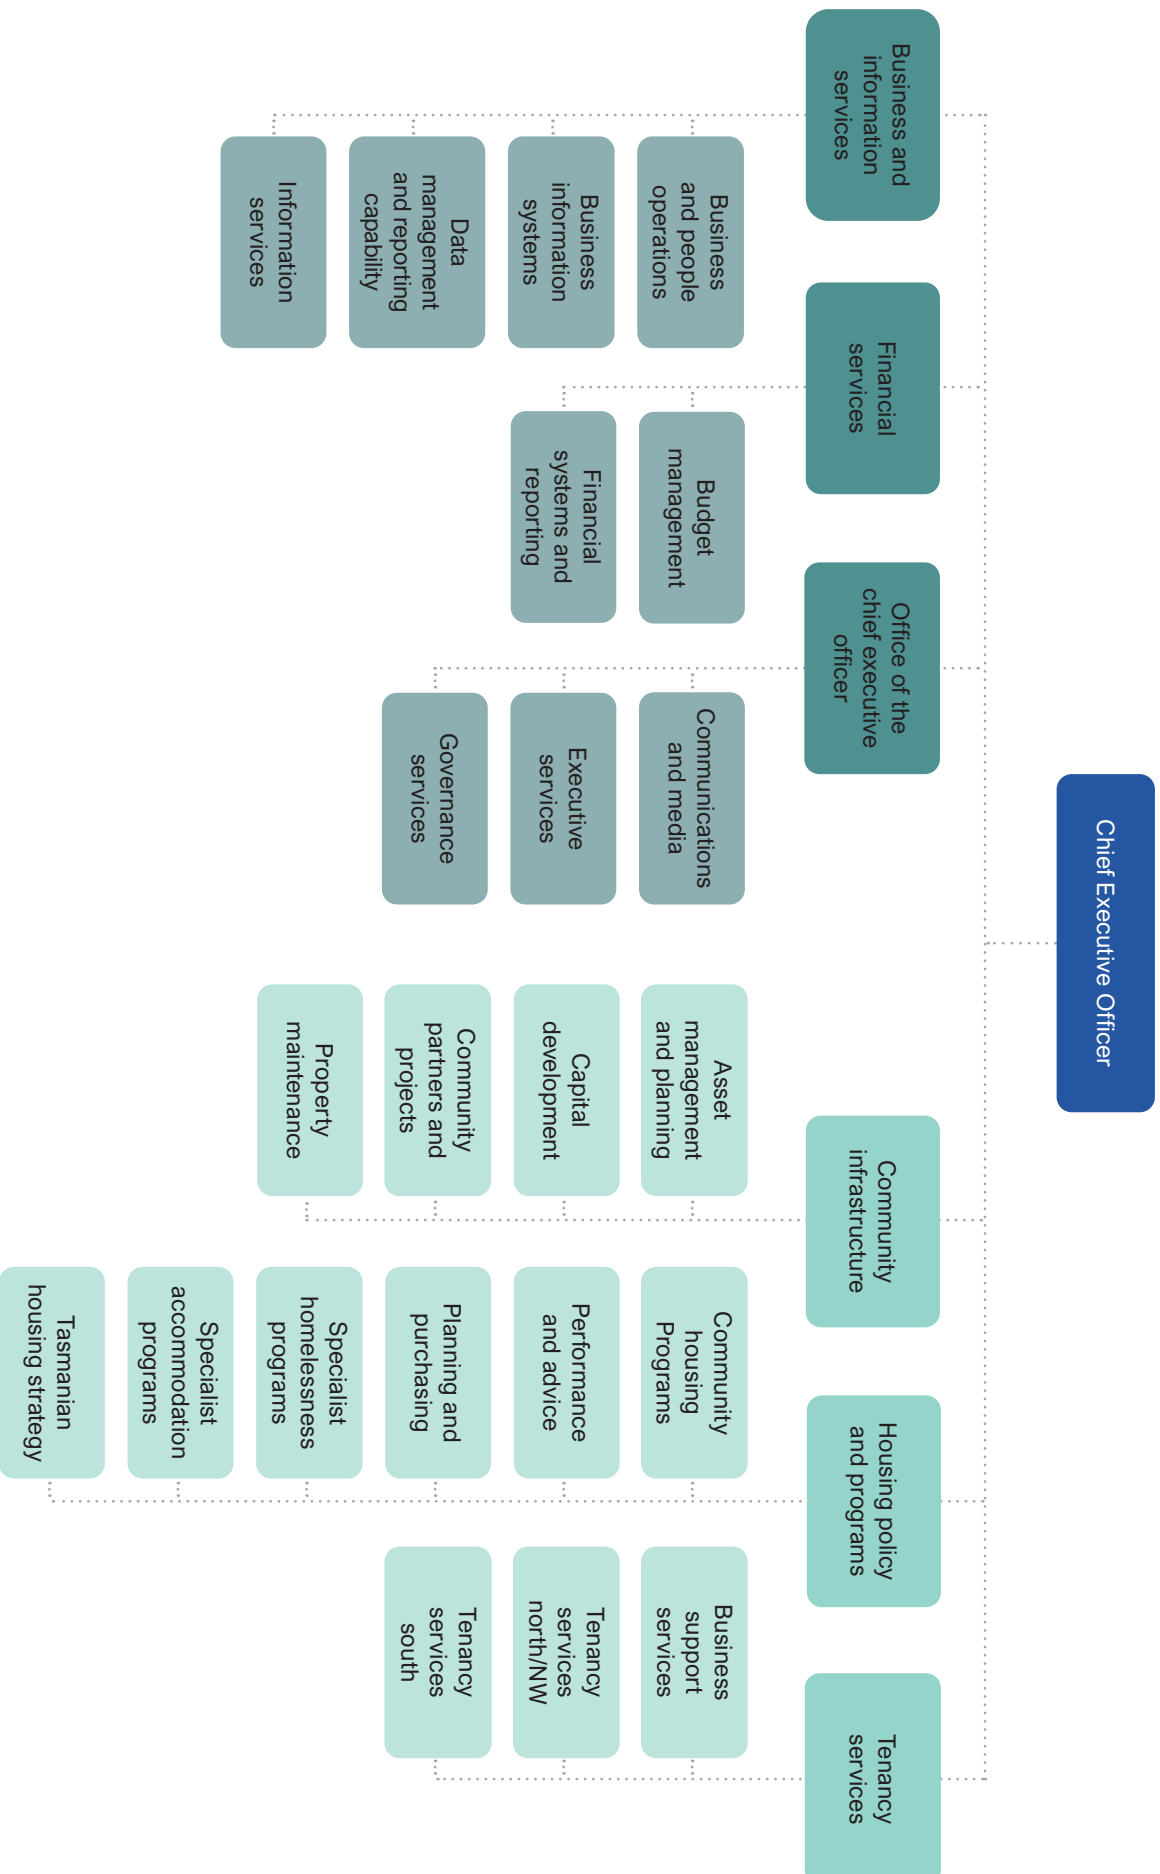 Chief Executive Officer
Business and
information
services
Business
and people
operations
Business
information
systems
Data
management
and reporting
capability
Information
services
Financial
services
Budget
management
Financial
systems and
reporting
Office of the
chief executive
officer
Communications
and media
Executive
services
Governance
services
Community
infrastructure
Asset
management
and planning
Capital
development
Community
partners and
projects
Property
maintenance
Housing policy
and programs
Community
housing
Programs
Performance
and advice
Planning and
purchasing
Specialist
homelessness
programs
Specialist
accommodation
programs
Tasmanian
housing strategy
Tenancy
services
Business
support
services
Tenancy
services
north/NW
Tenancy
services
south